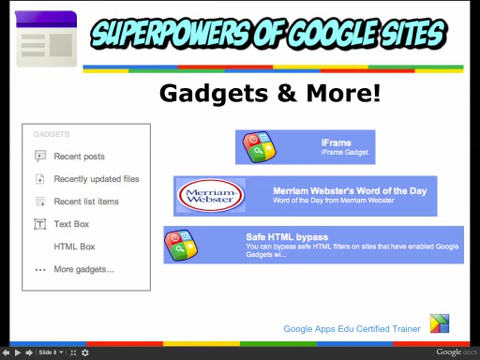 SUPERPOWERS OF GOOGLE SITES
Gadgets & More!
GADGETS
Recent posts
Recently updated files
Recent list items
Text Box
HTML Box
More gadgets...
iFrame
iFrame Gadget
Merriam-
Webster
Merriam Webster's Word of the Day
Word of the Day from Merriam Webster
Safe HTML bypass
You can bypass safe HTML filters on sites that have enabled Google
Gadgets wi...
Google Apps Edu Certified Trainer
Slide 8
Google docs